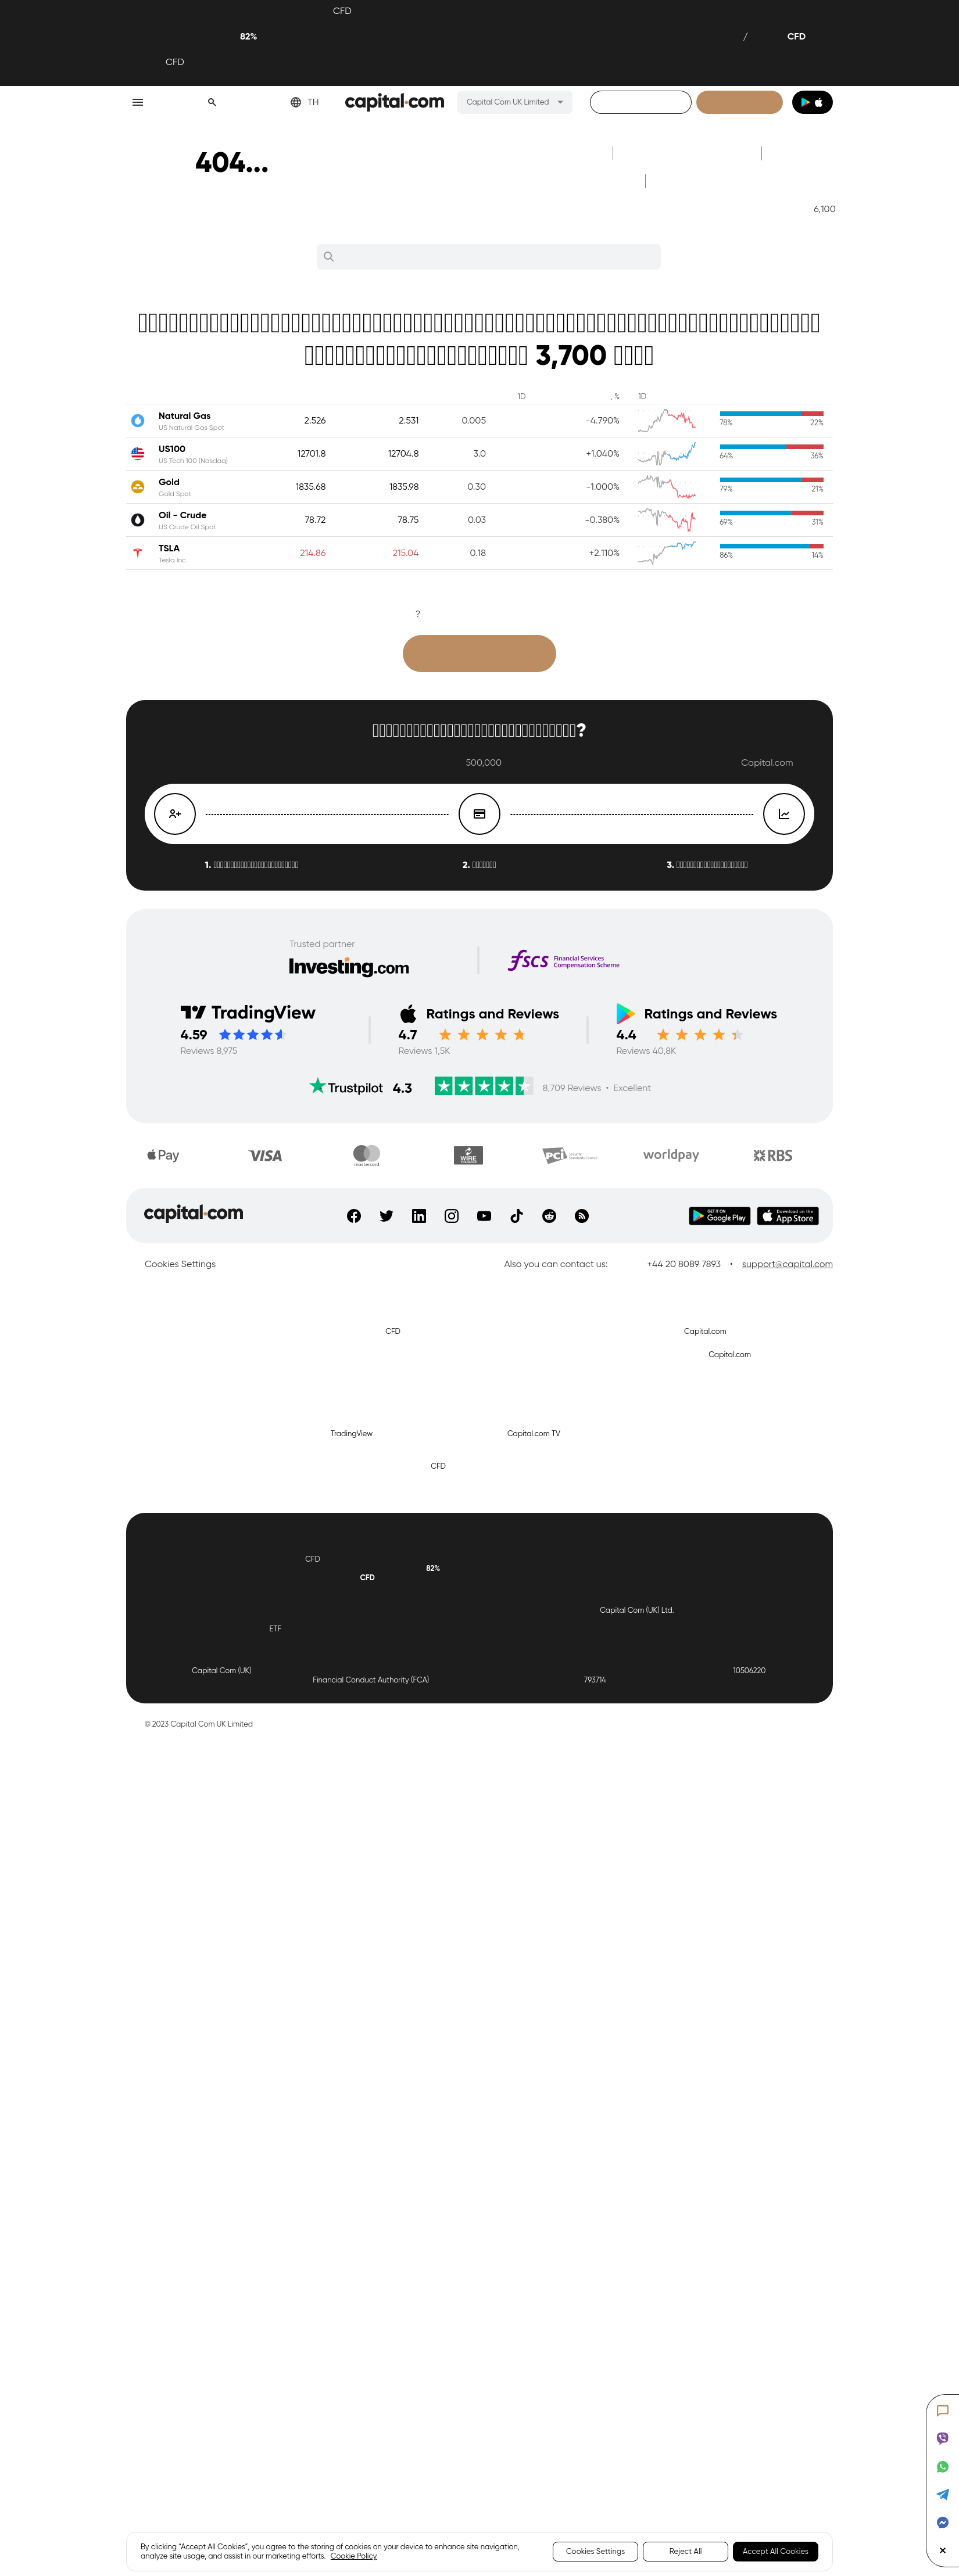 CFD
82% / CFD
CFD
TH capital.com Capital Com UK Limited
404...
6,100
3,700
1D , % 1D
Natural Gas 2.526 2.531 0.005 -4.790% 78% 22%
US Natural Gas Spot
US100 12701.8 12704.8 3.0 +1.040% 64% 36%
US Tech 100 (Nasdaq)
Gold 1835.68 1835.98 0.30 -1.000% 79% 21%
Gold Spot
Oil - Crude 78.72 78.75 0.03 -0.380% 69% 31%
US Crude Oil Spot
TSLA 214.86 215.04 0.18 +2.110% 86% 14%
Tesla Inc
?
?
500,000 Capital.com
1. 2. 3.
Trusted partner
Investing.com fscs Financial Services
Compensation Scheme
TradingView Ratings and Reviews Ratings and Reviews
4.59 4.7 4.4
Reviews 8,975 Reviews 1,5K Reviews 40,8K
Trustpilot 4.3 8,709 Reviews • Excellent
Pay VISA mastercard WIRE PCI worldpay RBS
capital.com GET IT ON Google Play Download on the App Store
Cookies Settings Also you can contact us: +44 20 8089 7893 • support@capital.com
CFD Capital.com
Capital.com
TradingView Capital.com TV
CFD
CFD
82%
CFD
Capital Com (UK) Ltd.
ETF
Capital Com (UK) 10506220
Financial Conduct Authority (FCA) 793714
© 2023 Capital Com UK Limited
By clicking “Accept All Cookies”, you agree to the storing of cookies on your device to enhance site navigation,
analyze site usage, and assist in our marketing efforts. Cookie Policy
Cookies Settings Reject All Accept All Cookies